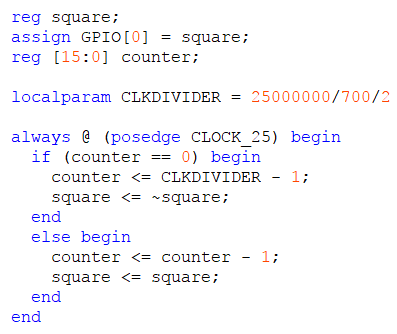 reg square;
assign GPIO[0] = square;
reg [15:0] counter;
localparam CLKDIVIDER = 25000000/700/2
always @ (posedge CLOCK_25) begin
if (counter == 0) begin
counter <= CLKDIVIDER - 1;
square <= ~square;
end
else begin
counter <= counter - 1;
square <= square;
end
end